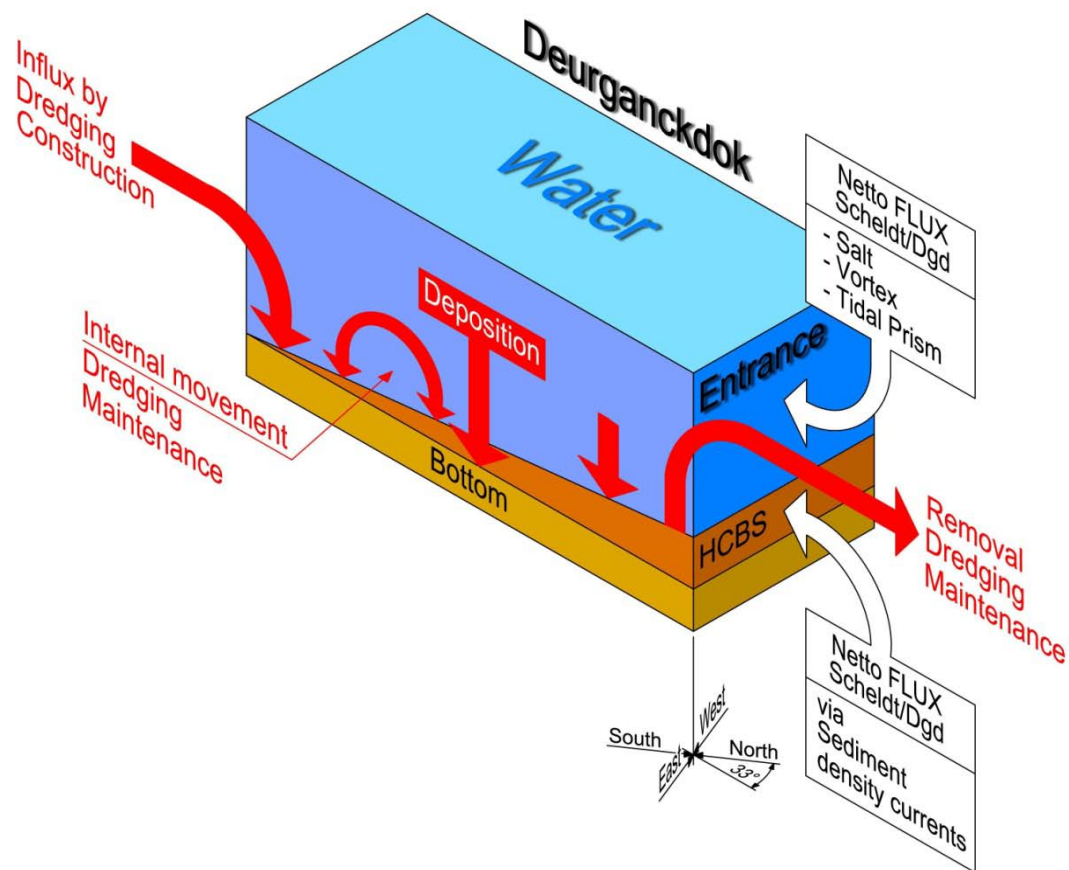 Deurganckdok
Influx by
Dredging
Construction
Water
Netto FLUX
Scheldt/Dgd
- Salt
- Vortex
- Tidal Prism
Deposition
Entrance
Internal movement
Dredging
Maintenance
Bottom
HCBS
Removal
Dredging
Maintenance
Netto FLUX
Scheldt/Dgd
via
Sediment
density currents
West
South
North
East
33°